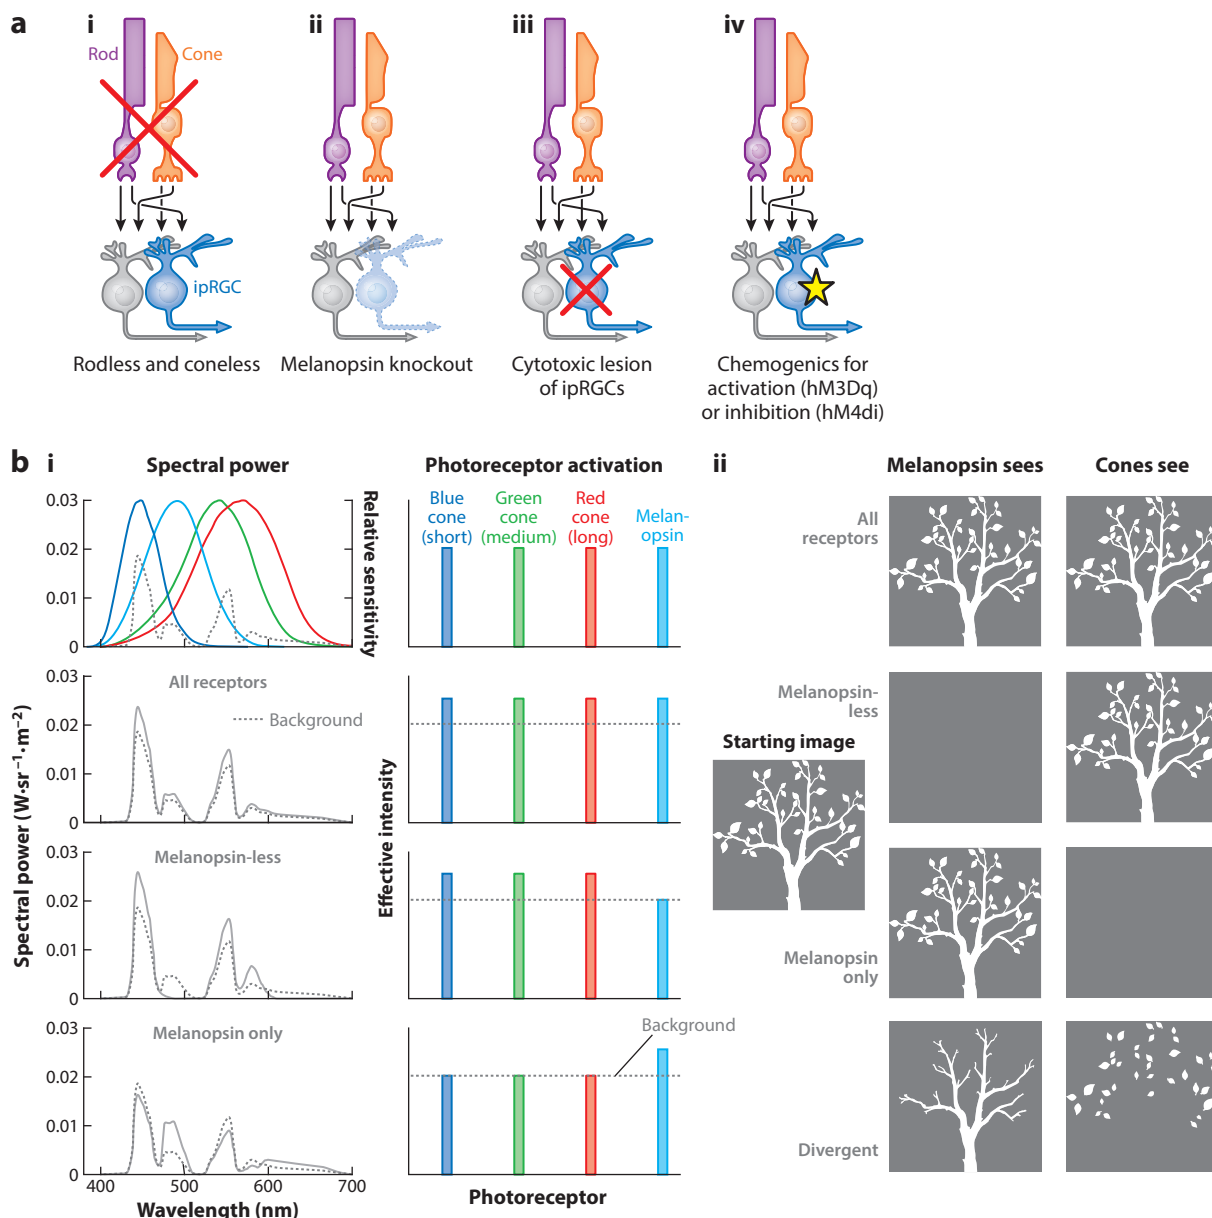 a
i
ii
iii
iv
Rod
Cone
ipRGC
Rodless and coneless
Melanopsin knockout
Cytotoxic lesion
of ipRGCs
Chemogenics for
activation (hM3Dq)
or inhibition (hM4di)
b
i
Spectral power
Photoreceptor activation
ii
Melanopsin sees
Cones see
0.03
0.02
0.01
0
Relative sensitivity
Blue
cone
(short)
Green
cone
(medium)
Red
cone
(long)
Melan-
opsin
All
receptors
0.03
0.02
0.01
0
All receptors
Background
Melanopsin-
less
Starting image
Spectral power (W·sr⁻¹·m⁻²)
Effective intensity
0.03
0.02
0.01
0
Melanopsin-less
Melanopsin
only
0.03
0.02
0.01
0
Melanopsin only
Background
Divergent
400
500
600
700
Wavelength (nm)
Photoreceptor